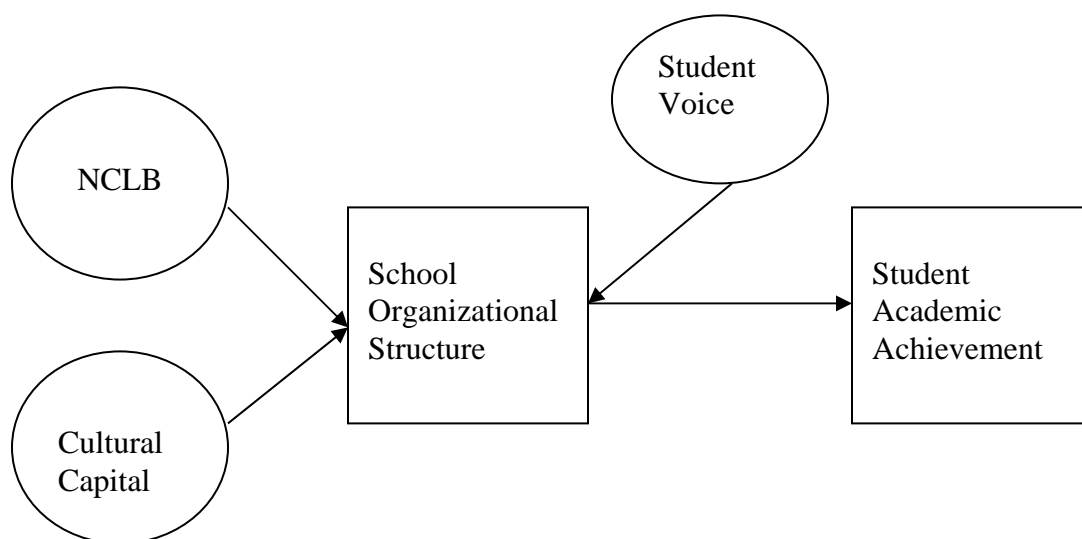 Student
Voice
NCLB
School
Organizational
Structure
Student
Academic
Achievement
Cultural
Capital